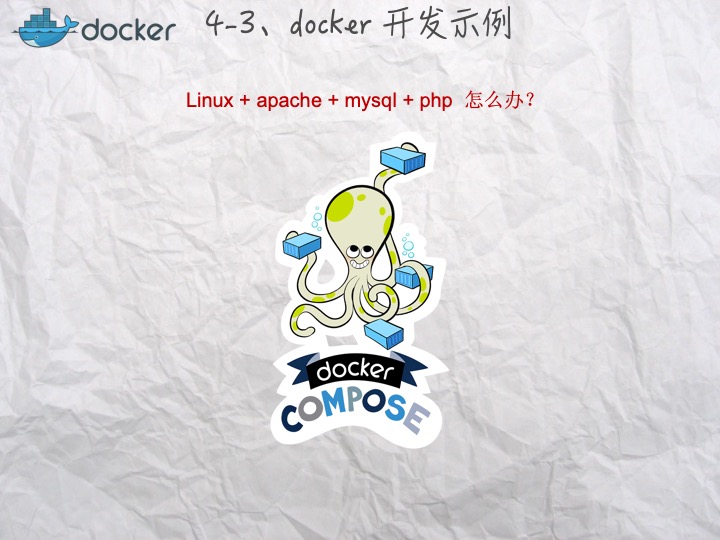 docker 4-3、docker 开发示例
Linux + apache + mysql + php 怎么办？
docker
COMPOSE